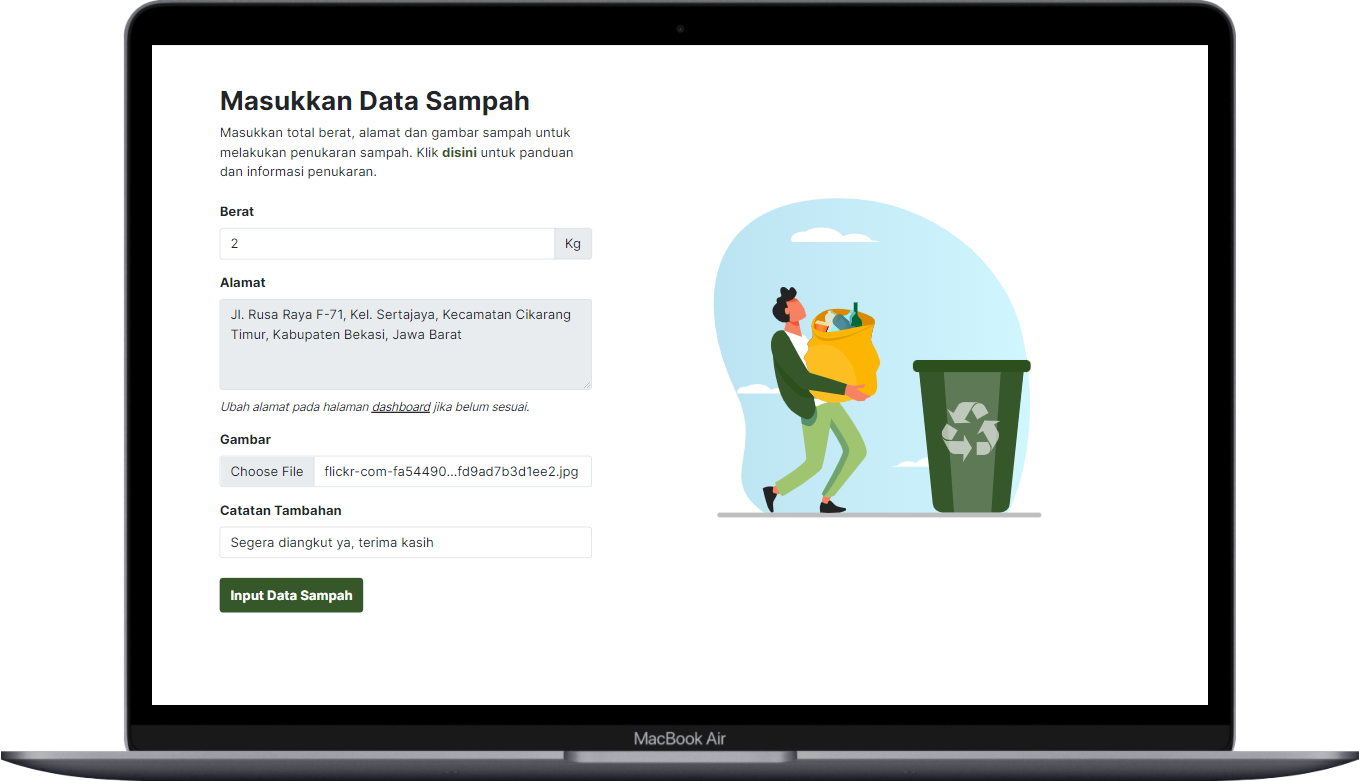 Masukkan Data Sampah
Masukkan total berat, alamat dan gambar sampah untuk
melakukan penukaran sampah. Klik disini untuk panduan
dan informasi penukaran.
Berat
2 Kg
Alamat
Jl. Rusa Raya F-71, Kel. Sertajaya, Kecamatan Cikarang
Timur, Kabupaten Bekasi, Jawa Barat
Ubah alamat pada halaman dashboard jika belum sesuai.
Gambar
Choose File flickr-com-fa54490...fd9ad7b3d1ee2.jpg
Catatan Tambahan
Segera diangkut ya, terima kasih
Input Data Sampah
MacBook Air